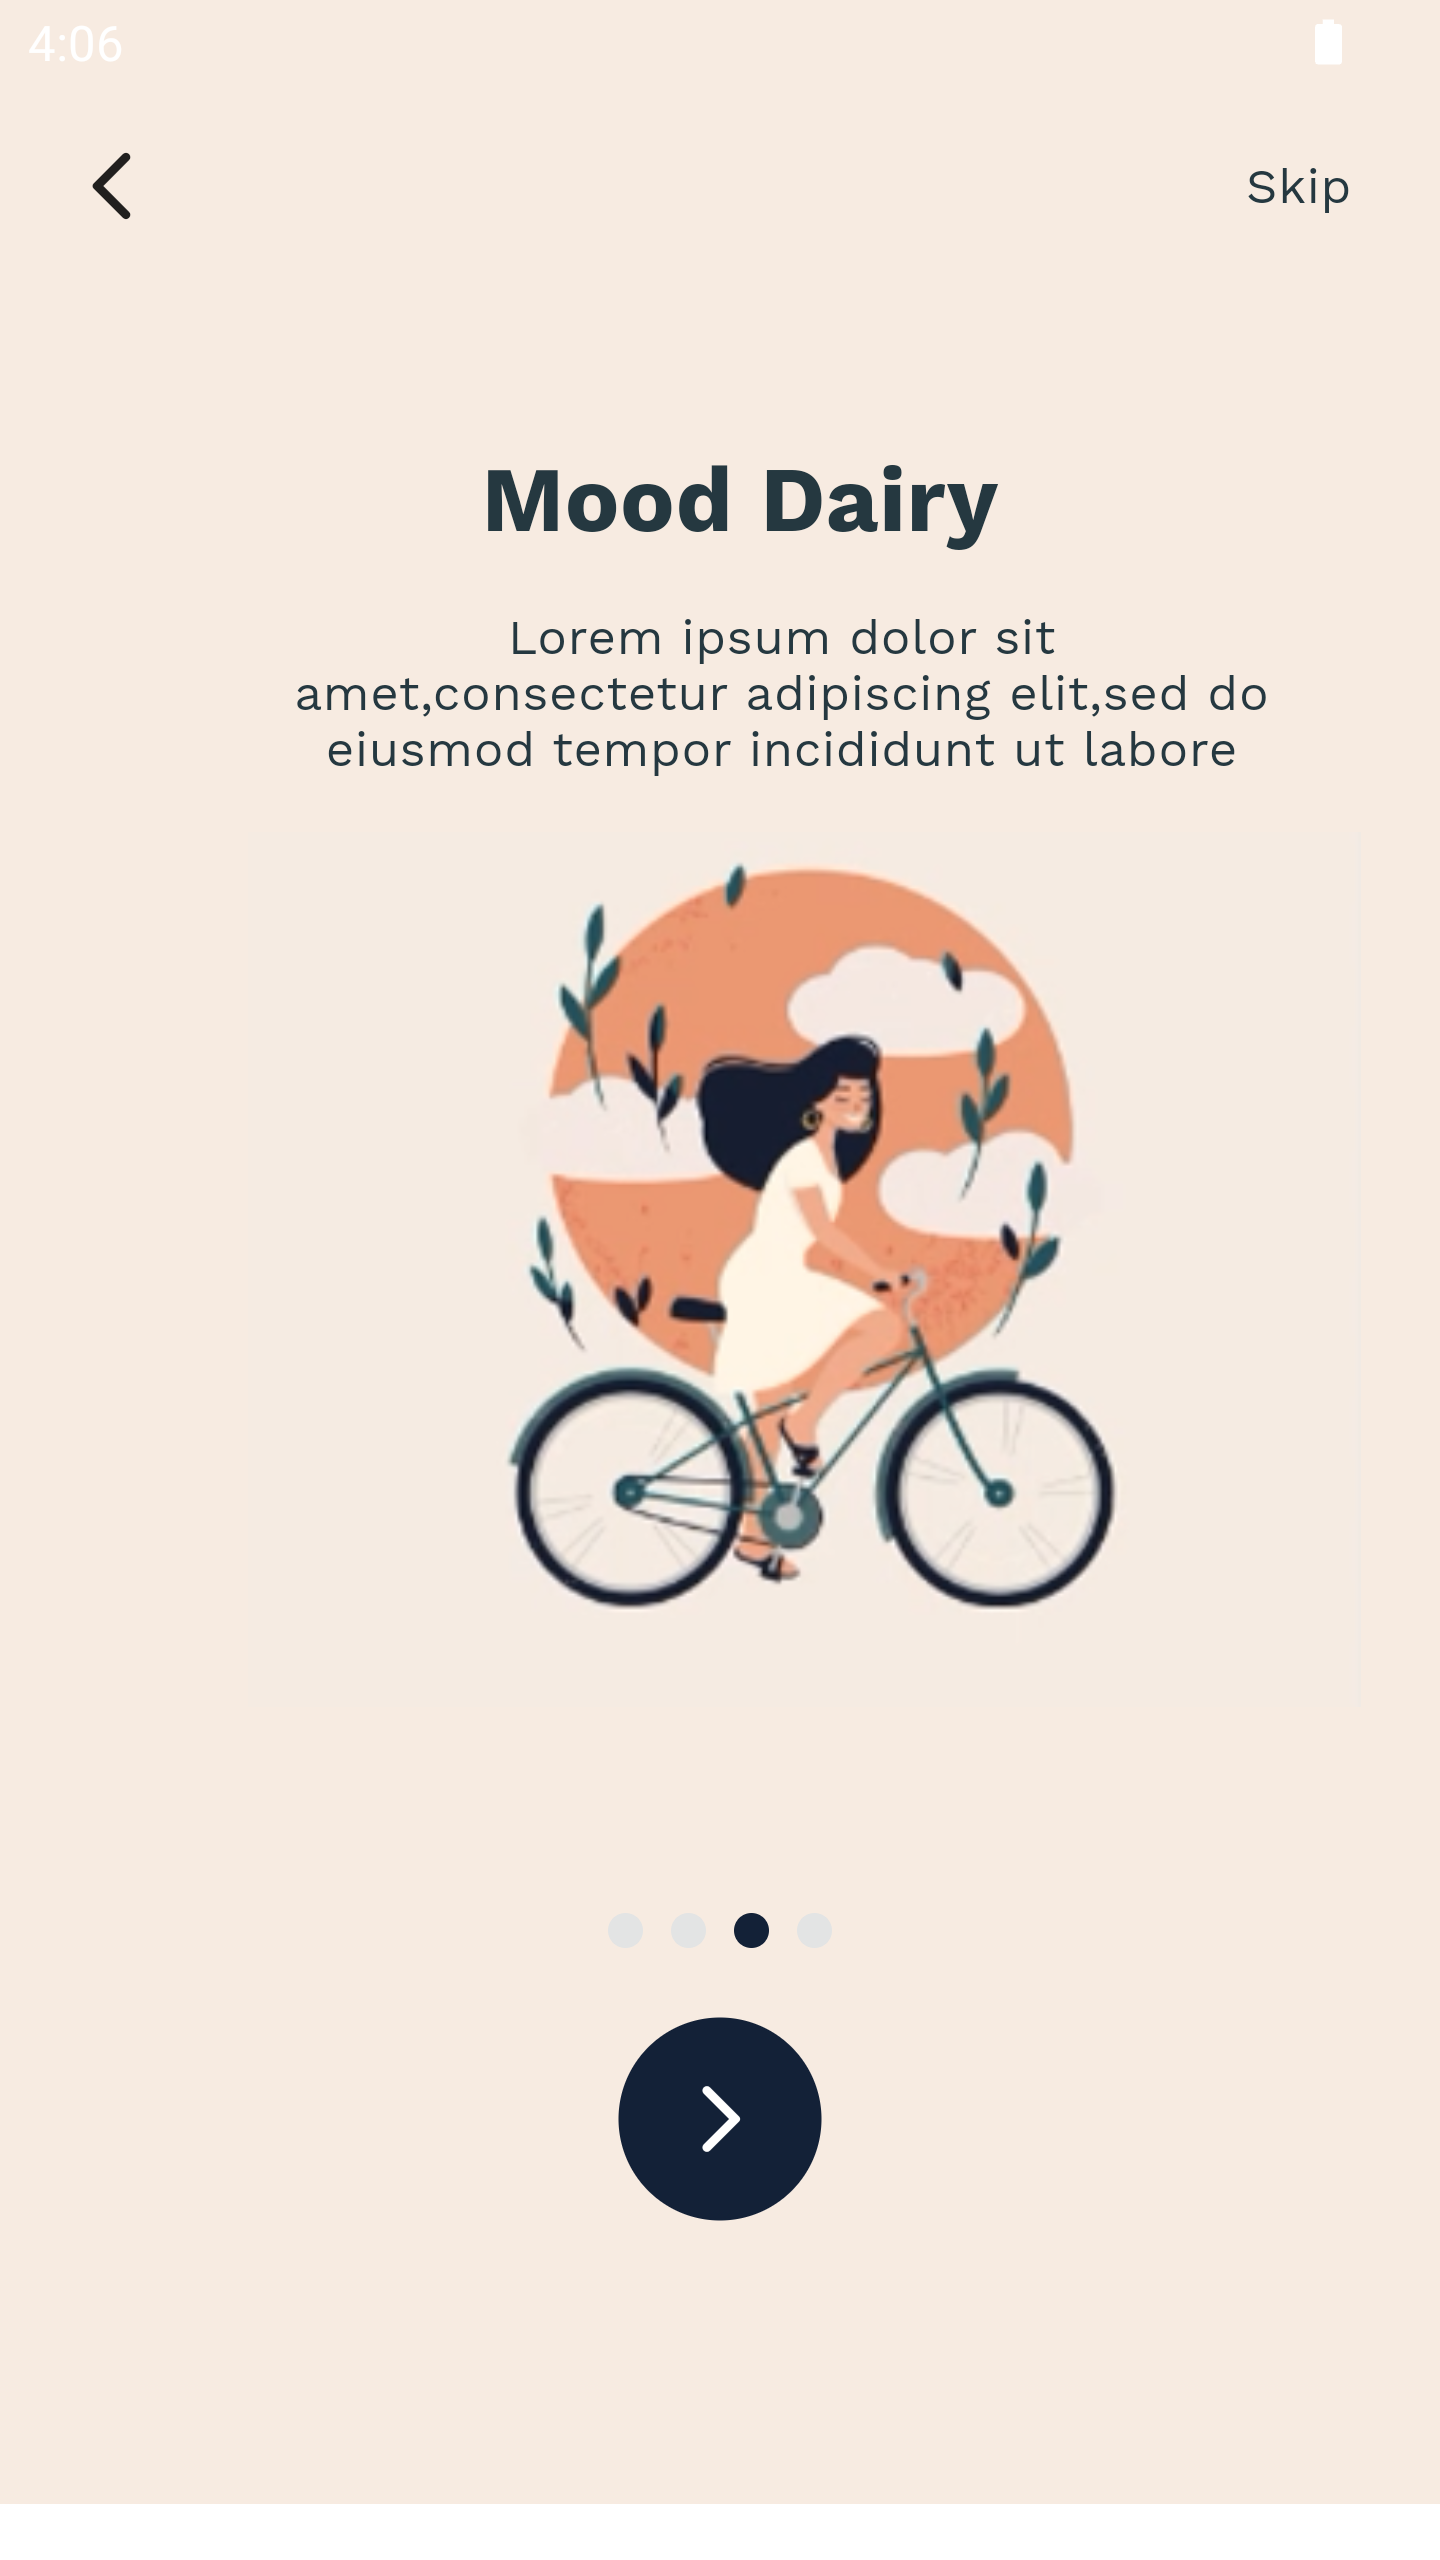 4:06
Skip
Mood Dairy
Lorem ipsum dolor sit
amet,consectetur adipiscing elit,sed do
eiusmod tempor incididunt ut labore